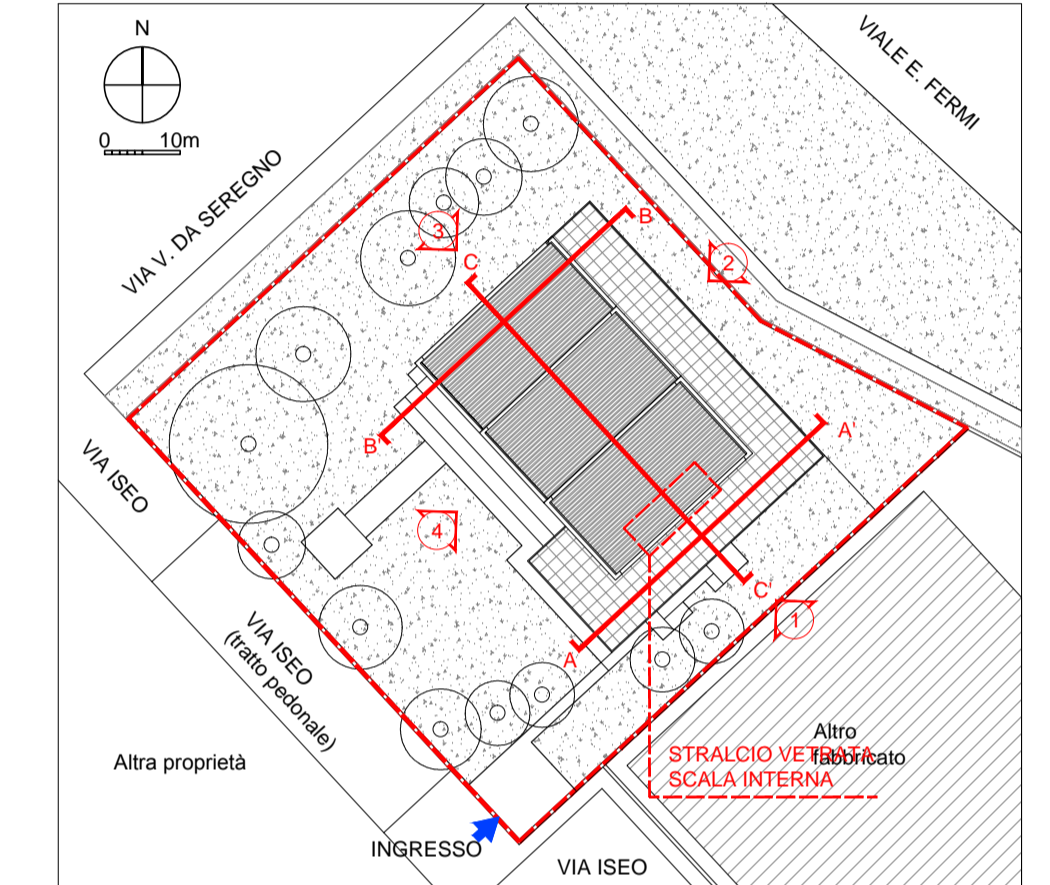 N
0 10m
VIALE E. FERMI
VIA V. DA SEREGNO
B
3
C
2
A'
B'
VIA ISEO
4
C'
1
VIA ISEO
(tratto pedonale)
A
Altro
fabbricato
STRALCIO VETRATA
SCALA INTERNA
Altra proprietà
INGRESSO
VIA ISEO